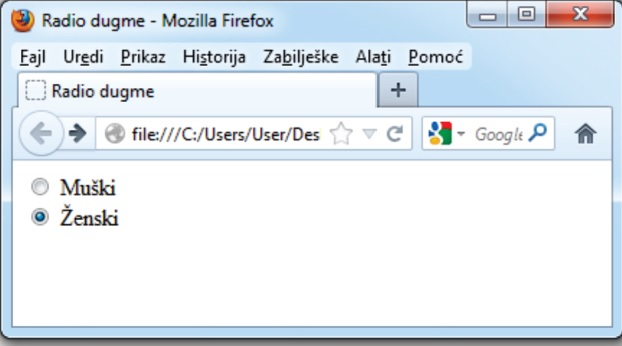 Radio dugme - Mozilla Firefox
Fajl Uredi Prikaz Historija Zabilješke Alati Pomoć
Radio dugme
file:///C:/Users/User/Des Google
Muški
Ženski